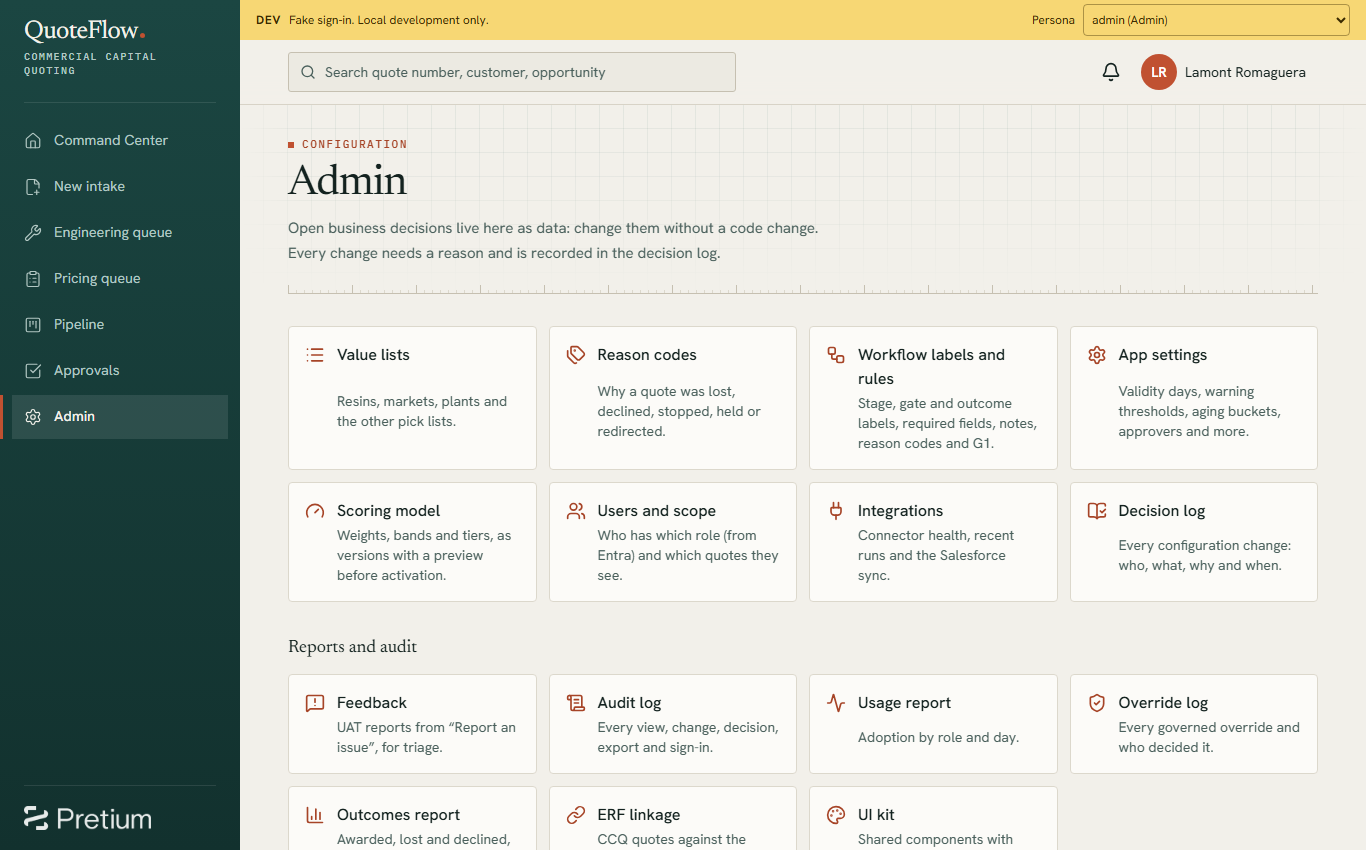 QuoteFlow.
COMMERCIAL CAPITAL
QUOTING
Command Center
New intake
Engineering queue
Pricing queue
Pipeline
Approvals
Admin
Pretium
DEV Fake sign-in. Local development only.
Persona admin (Admin)
Search quote number, customer, opportunity
LR Lamont Romaguera
CONFIGURATION
Admin
Open business decisions live here as data: change them without a code change.
Every change needs a reason and is recorded in the decision log.
Value lists
Resins, markets, plants and
the other pick lists.
Reason codes
Why a quote was lost,
declined, stopped, held or
redirected.
Workflow labels and
rules
Stage, gate and outcome
labels, required fields, notes,
reason codes and G1.
App settings
Validity days, warning
thresholds, aging buckets,
approvers and more.
Scoring model
Weights, bands and tiers, as
versions with a preview
before activation.
Users and scope
Who has which role (from
Entra) and which quotes they
see.
Integrations
Connector health, recent
runs and the Salesforce
sync.
Decision log
Every configuration change:
who, what, why and when.
Reports and audit
Feedback
UAT reports from “Report an
issue”, for triage.
Audit log
Every view, change, decision,
export and sign-in.
Usage report
Adoption by role and day.
Override log
Every governed override and
who decided it.
Outcomes report
Awarded, lost and declined,
ERF linkage
CCQ quotes against the
UI kit
Shared components with